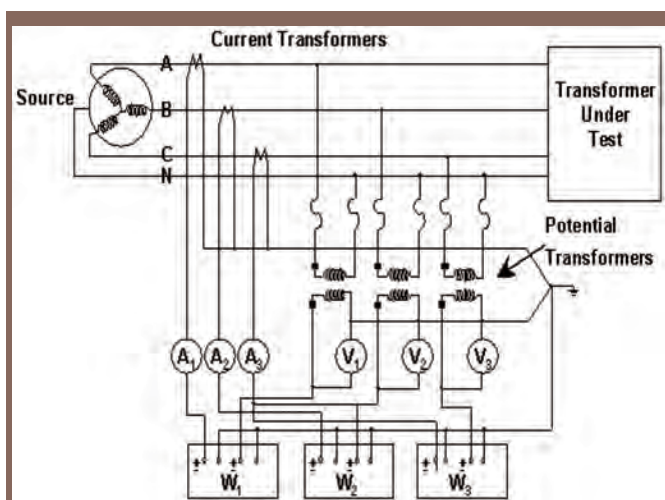 Current Transformers
A
Source
B
C
N
Transformer
Under
Test
Potential
Transformers
A1
A2
A3
V1
V2
V3
±
±
±
±
±
±
W1
W2
W3